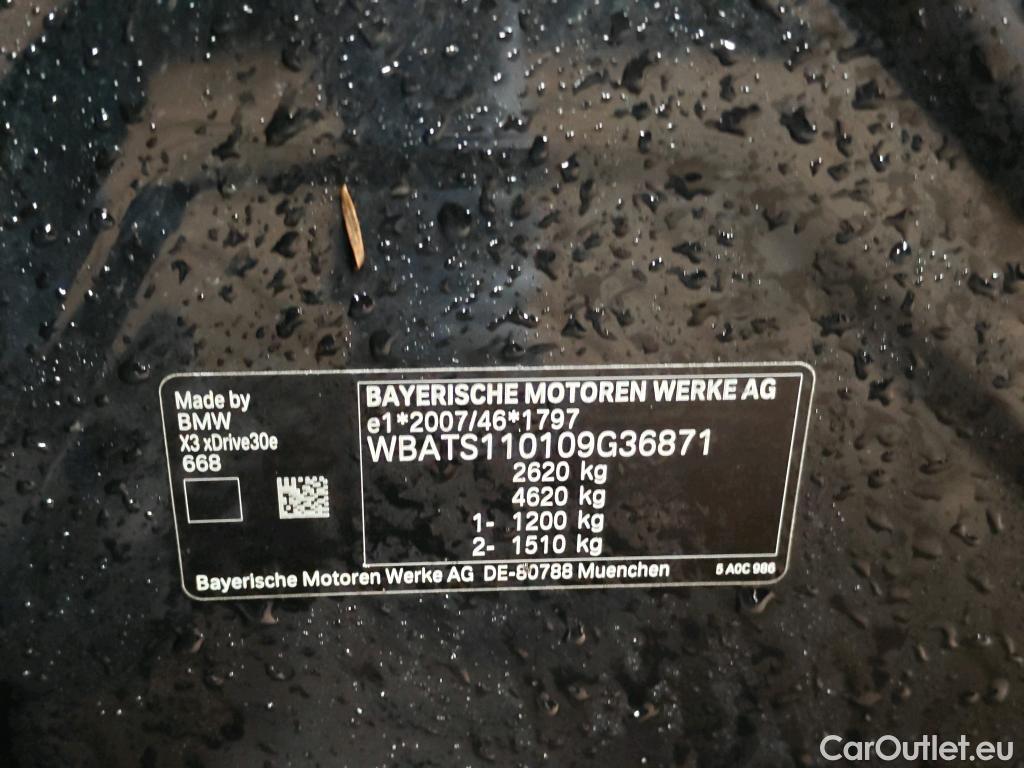 Made by
BMW
X3 xDrive30e
668
BAYERISCHE MOTOREN WERKE AG
e1*2007/46*1797
WBATS110109G36871
2620 kg
4620 kg
1- 1200 kg
2- 1510 kg
Bayerische Motoren Werke AG DE-80788 Muenchen
5 A0C 986
CarOutlet.eu